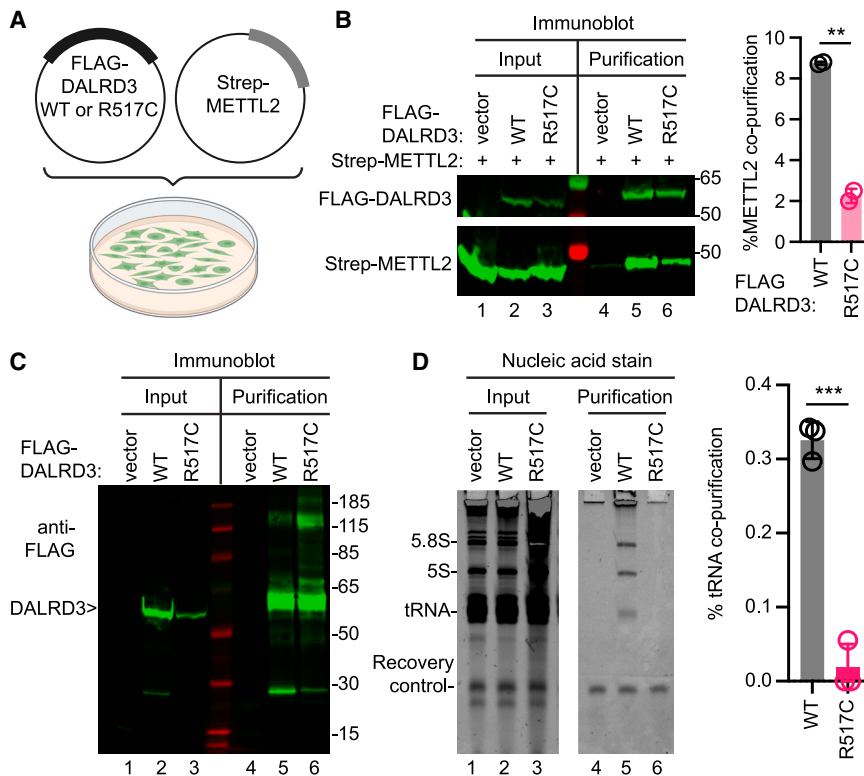 A
FLAG-
DALRD3
WT or R517C
Strep-
METTL2
B
Immunoblot
Input
Purification
FLAG-
DALRD3:
vector
WT
R517C
vector
WT
R517C
Strep-METTL2:
+ + + + + +
FLAG-DALRD3
-65
-50
Strep-METTL2
-50
1 2 3 4 5 6
%METTL2 co-purification
10
8
6
4
2
0
**
FLAG
DALRD3:
WT
R517C
C
Immunoblot
Input
Purification
FLAG-
DALRD3:
vector
WT
R517C
vector
WT
R517C
anti-
FLAG
DALRD3>
-185
-115
-85
-65
-50
-30
-15
1 2 3 4 5 6
D
Nucleic acid stain
Input
Purification
vector
WT
R517C
vector
WT
R517C
5.8S-
5S-
tRNA-
Recovery
control-
1 2 3 4 5 6
% tRNA co-purification
0.4
0.3
0.2
0.1
0.0
***
WT
R517C